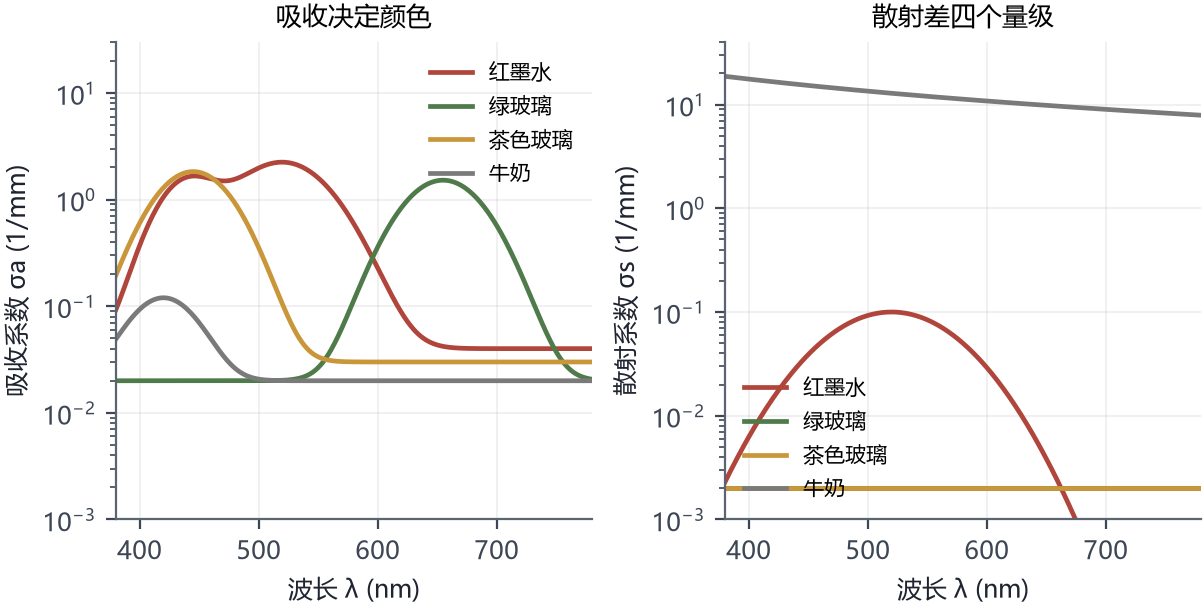 吸收决定颜色
吸收系数 σa (1/mm)
10¹
10⁰
10⁻¹
10⁻²
10⁻³
红墨水
绿玻璃
茶色玻璃
牛奶
400 500 600 700
波长 λ (nm)
散射差四个量级
散射系数 σs (1/mm)
10¹
10⁰
10⁻¹
10⁻²
10⁻³
红墨水
绿玻璃
茶色玻璃
牛奶
400 500 600 700
波长 λ (nm)